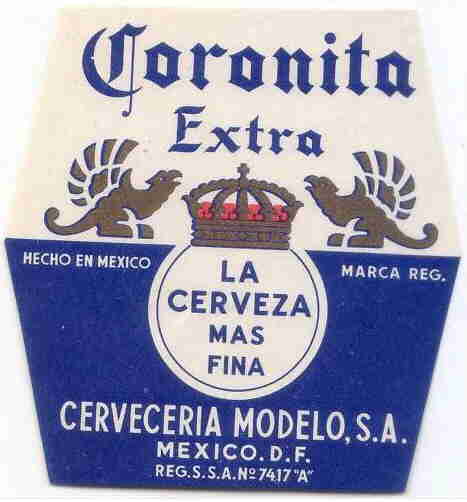 Coronita
Extra
HECHO EN MEXICO
MARCA REG.
LA
CERVEZA
MAS
FINA
CERVECERIA MODELO, S.A.
MEXICO. D.F.
REG. S.S.A. Nº 7417 "A"